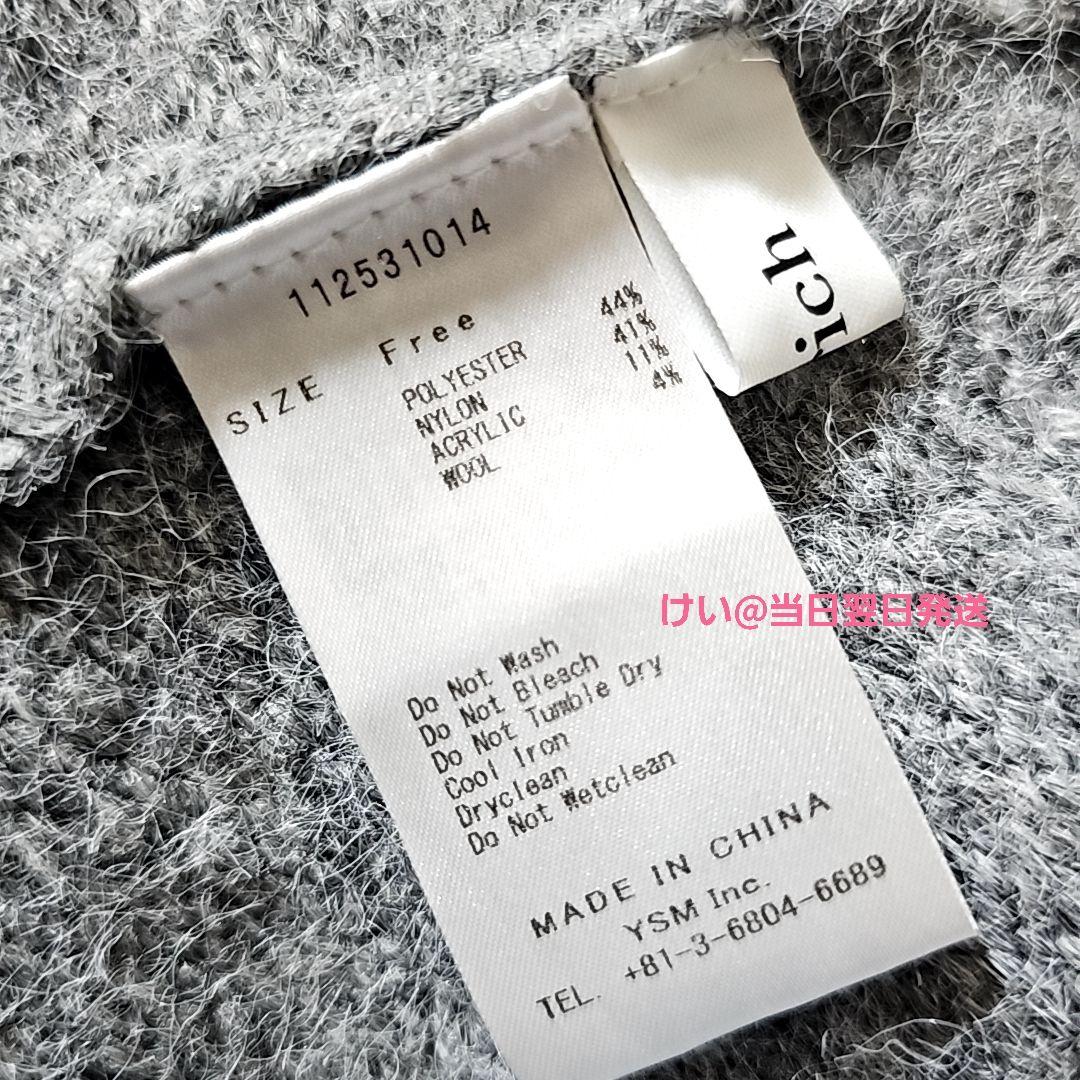 112531014
SIZE Free
POLYESTER 44%
NYLON 41%
ACRYLIC 11%
WOOL 4%
ich
けい@当日翌日発送
Do Not Wash
Do Not Bleach
Do Not Tumble Dry
Cool Iron
Dryclean
Do Not Wetclean
MADE IN CHINA
YSM Inc.
TEL. +81-3-6804-6689